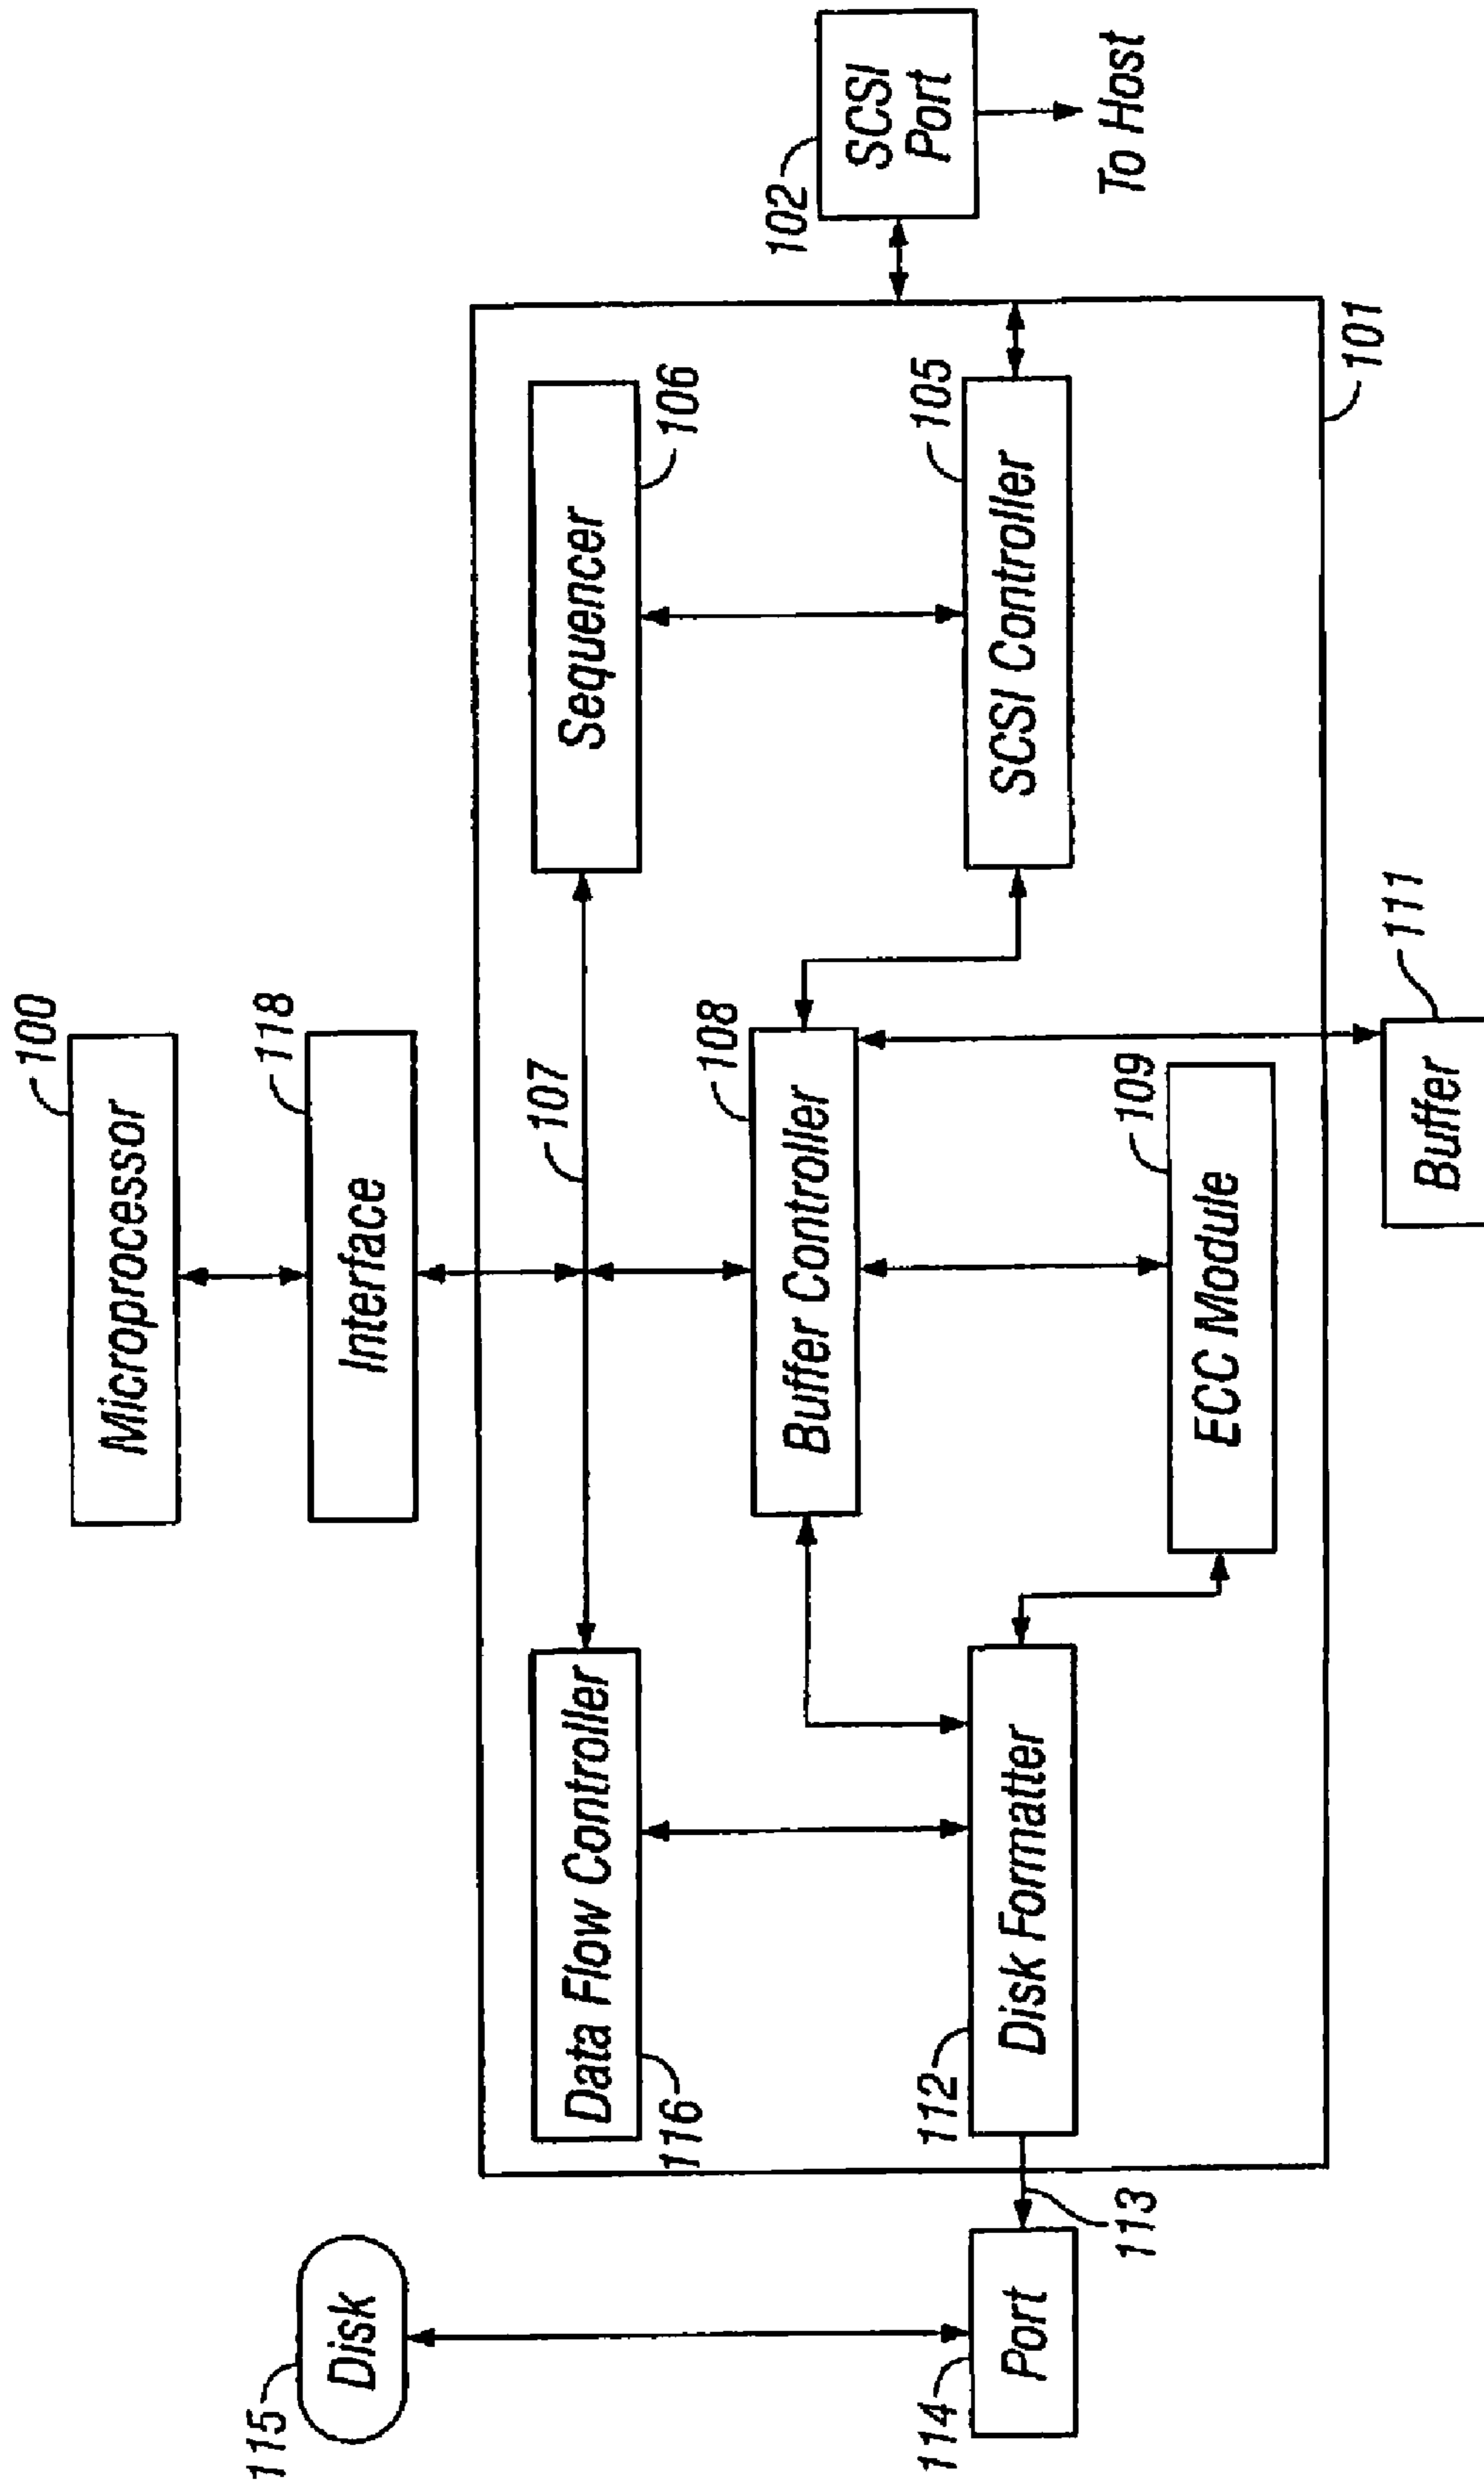 100
Microprocessor
118
Interface
115
Disk
107
Data Flow Controller
116
Sequencer
106
108
Buffer Controller
102
SCSI
Port
To Host
105
SCSI Controller
112
Disk Formatter
113
114
Port
109
ECC Module
101
111
Buffer